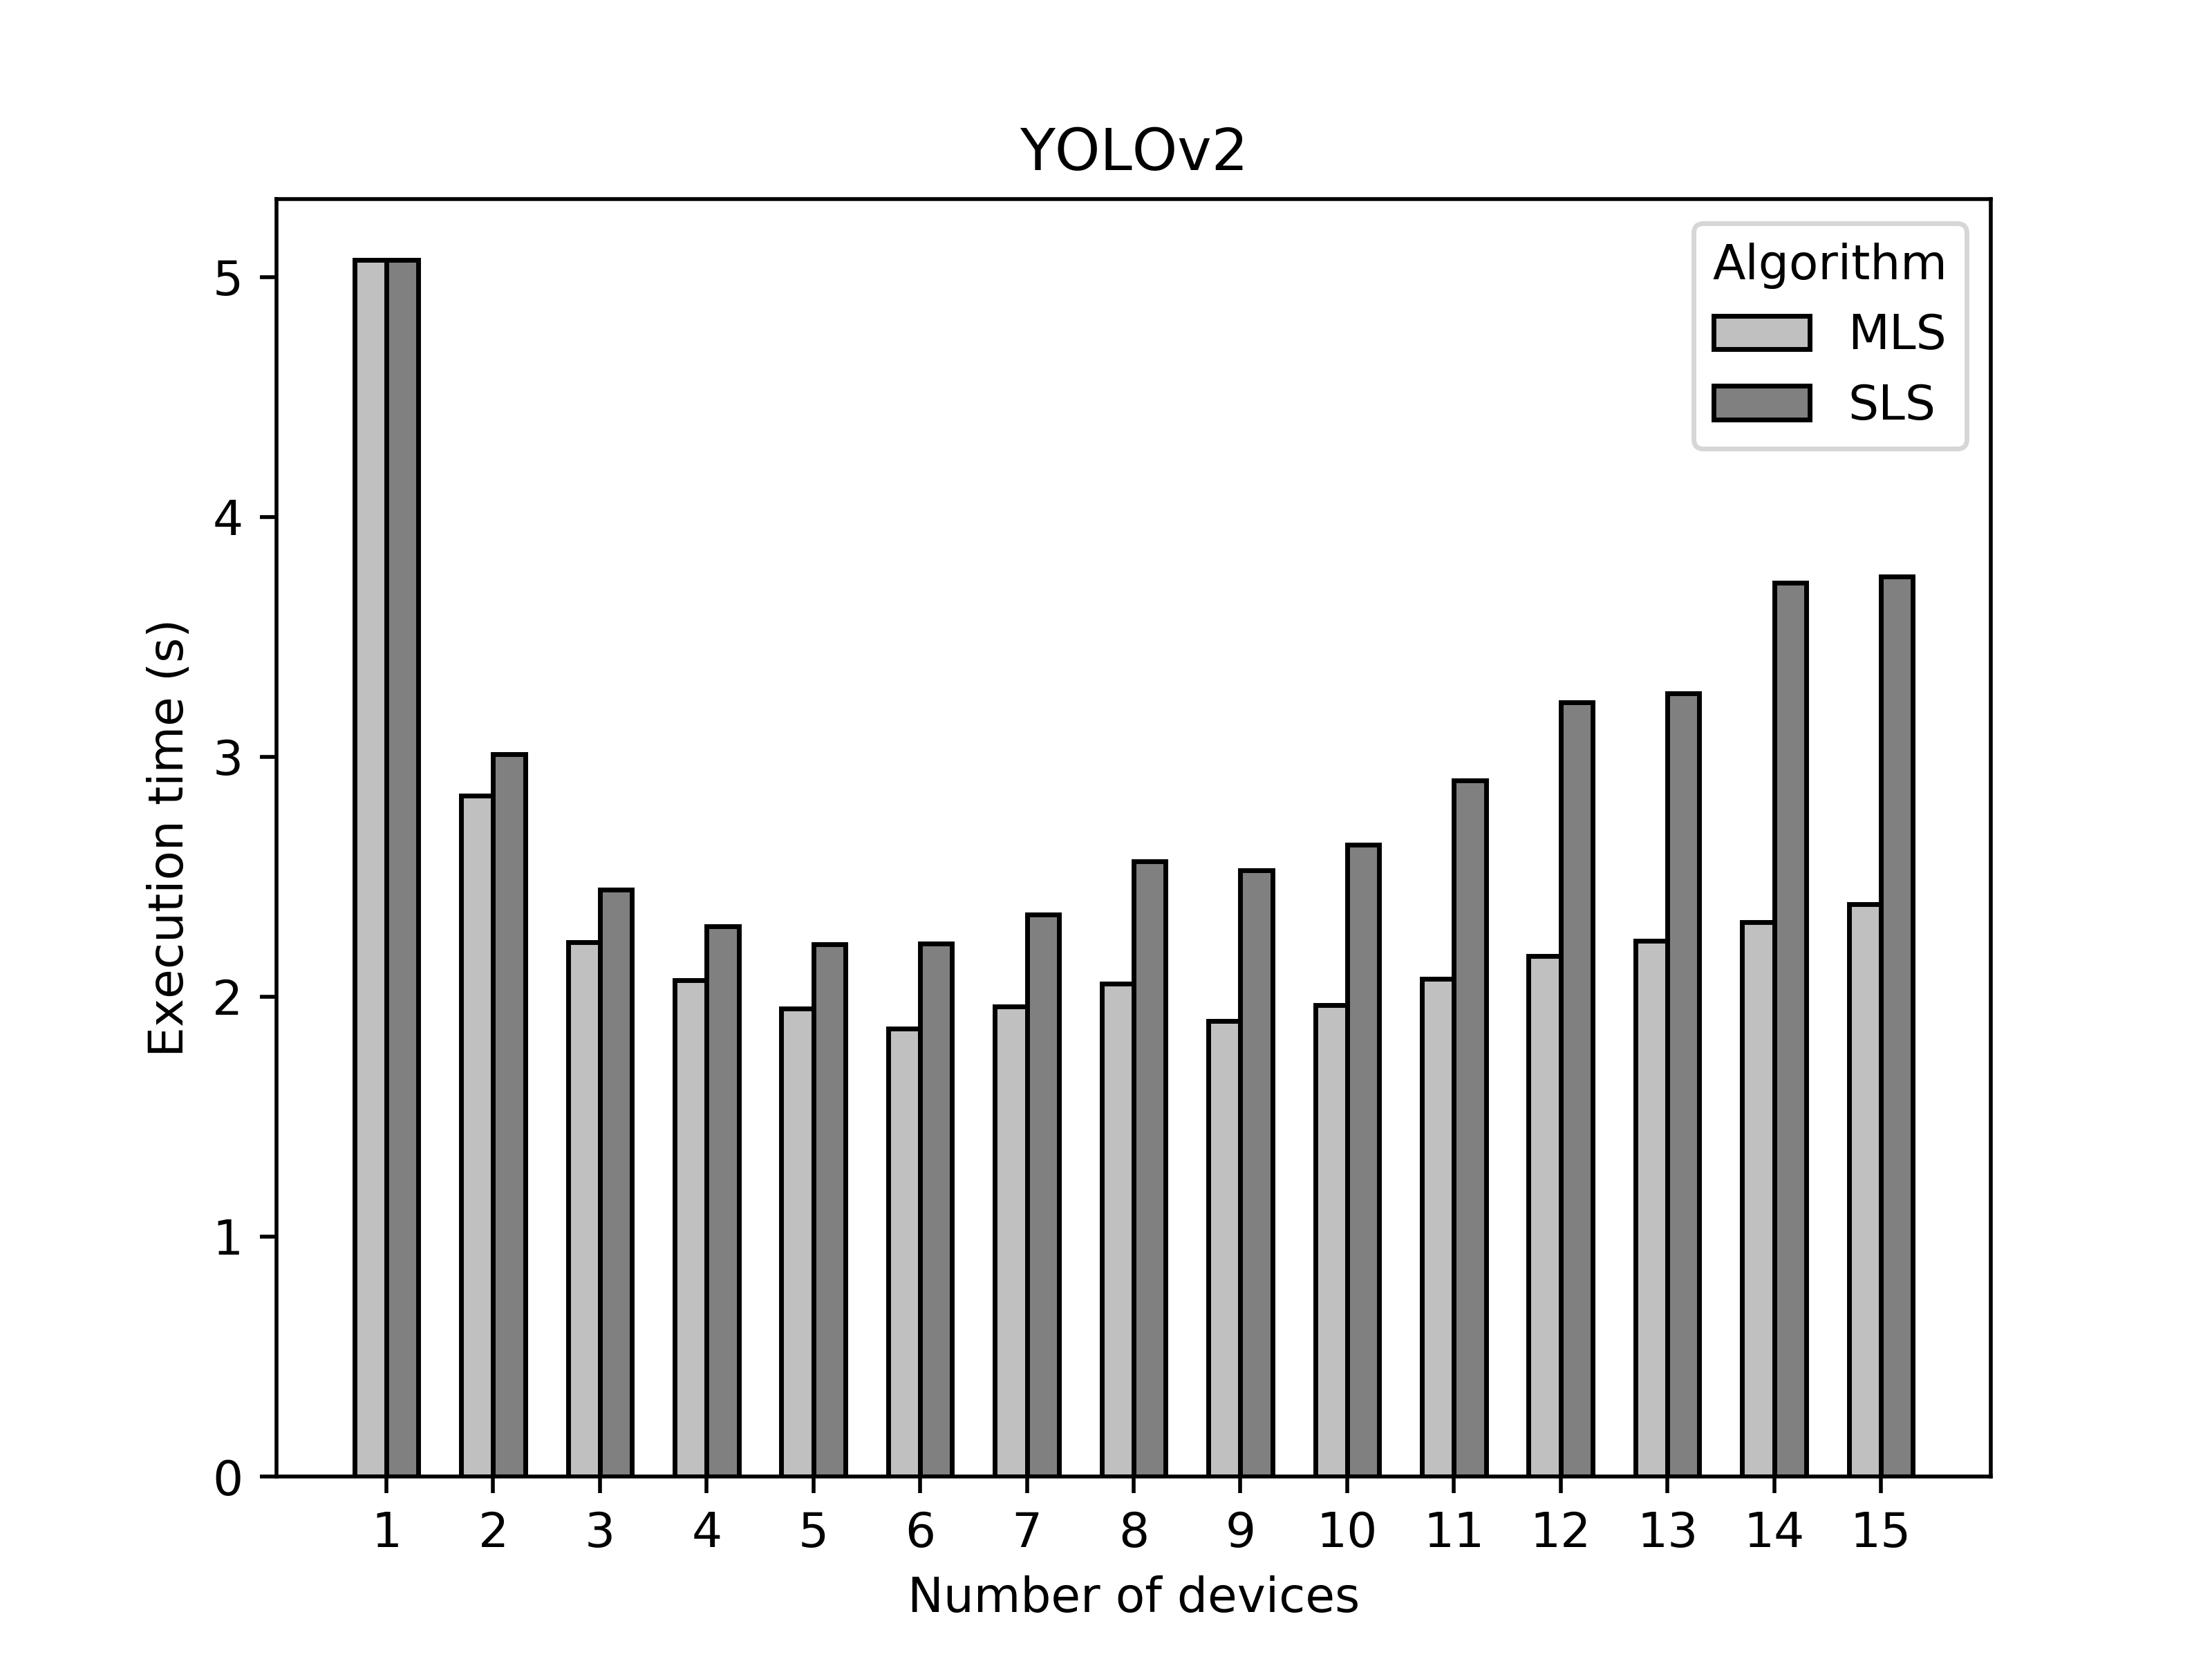 YOLOv2
Algorithm
MLS
SLS
Execution time (s)
5
4
3
2
1
0
1 2 3 4 5 6 7 8 9 10 11 12 13 14 15
Number of devices